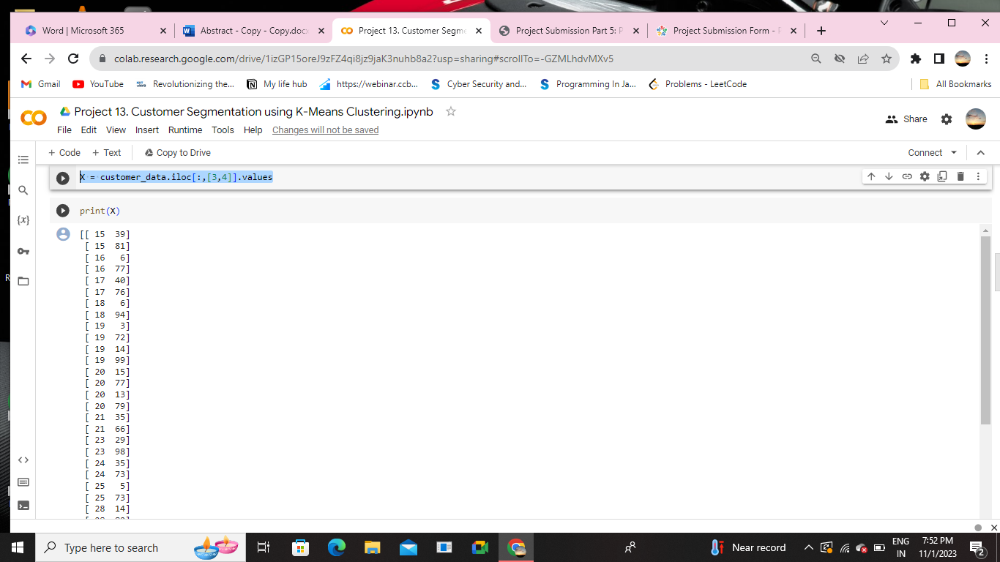 Word | Microsoft 365
Abstract - Copy - Copy.docx
Project 13. Customer Segme
Project Submission Part 5: P
Project Submission Form -
colab.research.google.com/drive/1izGP15oreJ9zFZ4qi8jz9jaK3nuhb8a2?usp=sharing#scrollTo=-GZMLhdvMXv5
Gmail
YouTube
Revolutionizing the...
My life hub
https://webinar.ccb...
Cyber Security and...
Programming In Ja...
Problems - LeetCode
All Bookmarks
Project 13. Customer Segmentation using K-Means Clustering.ipynb
Share
File Edit View Insert Runtime Tools Help Changes will not be saved
+ Code + Text Copy to Drive
Connect
X = customer_data.iloc[:,[3,4]].values
{x}
print(X)
[[ 15 39]
[ 15 81]
[ 16 6]
[ 16 77]
[ 17 40]
[ 17 76]
[ 18 6]
[ 18 94]
[ 19 3]
[ 19 72]
[ 19 14]
[ 19 99]
[ 20 15]
[ 20 77]
[ 20 13]
[ 20 79]
[ 21 35]
[ 21 66]
[ 23 29]
[ 23 98]
[ 24 35]
[ 24 73]
[ 25 5]
[ 25 73]
[ 28 14]
Type here to search
Near record
ENG
IN
7:52 PM
11/1/2023
2